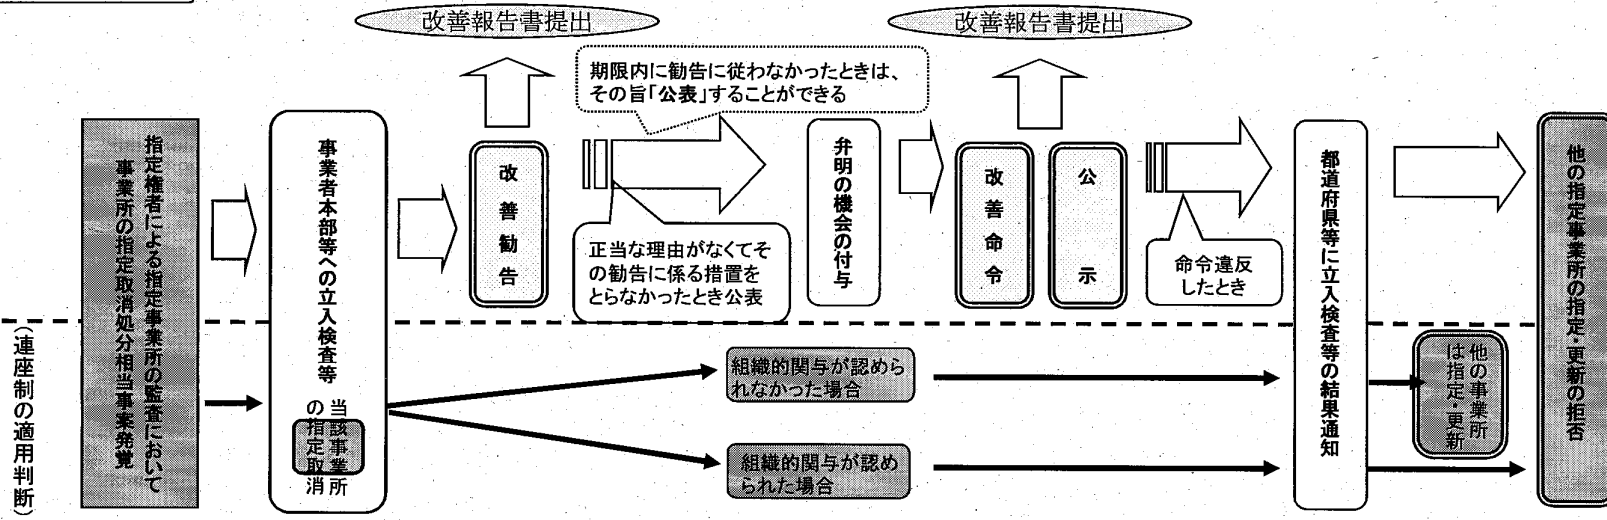 改善報告書提出
改善報告書提出
期限内に勧告に従わなかったときは、
その旨「公表」することができる
指定権者による指定事業所の監査において
事業所の指定取消処分相当事案発覚
事業者本部等への立入検査等
当該事業所
の指定取消
改善勧告
正当な理由がなくてそ
の勧告に係る措置を
とらなかったとき公表
弁明の機会の付与
改善命令
公示
命令違反
したとき
都道府県等に立入検査等の結果通知
他の指定事業所の指定・更新の拒否
（連座制の適用判断）
組織的関与が認めら
れなかった場合
他の事業所
は指定・更新
組織的関与が認め
られた場合